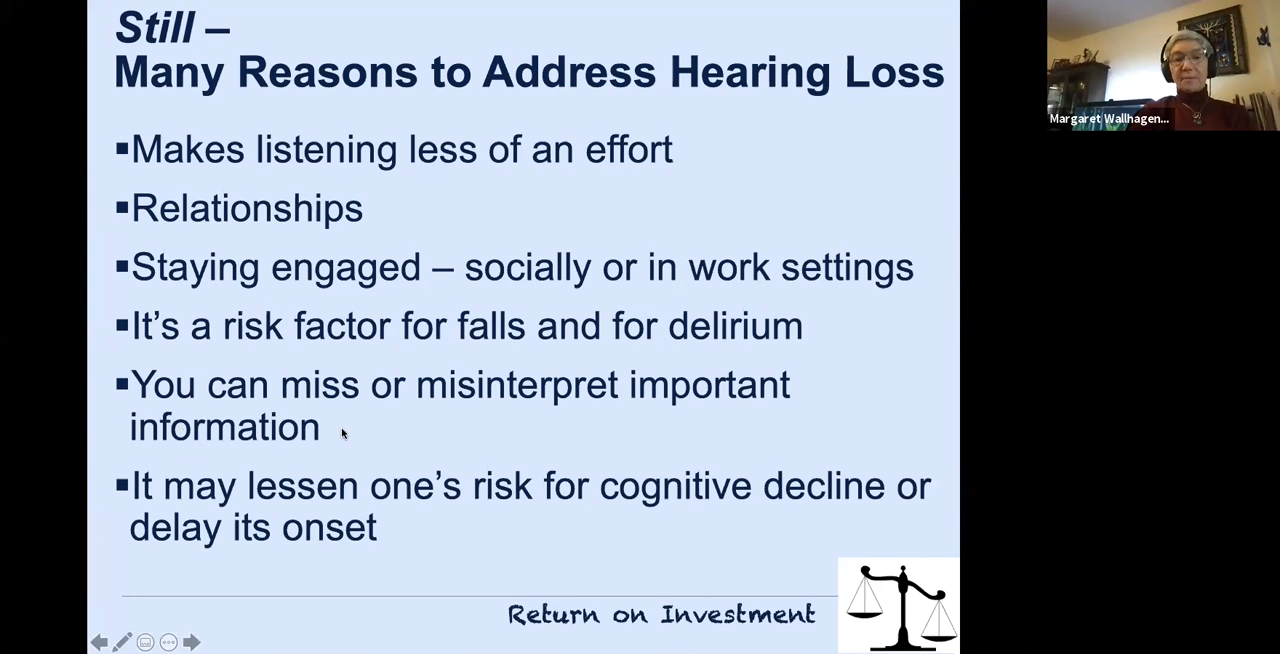 Still –
Many Reasons to Address Hearing Loss
▪Makes listening less of an effort
▪Relationships
▪Staying engaged – socially or in work settings
▪It’s a risk factor for falls and for delirium
▪You can miss or misinterpret important
information
▪It may lessen one’s risk for cognitive decline or
delay its onset
Return on Investment
Margaret Wallhagen...